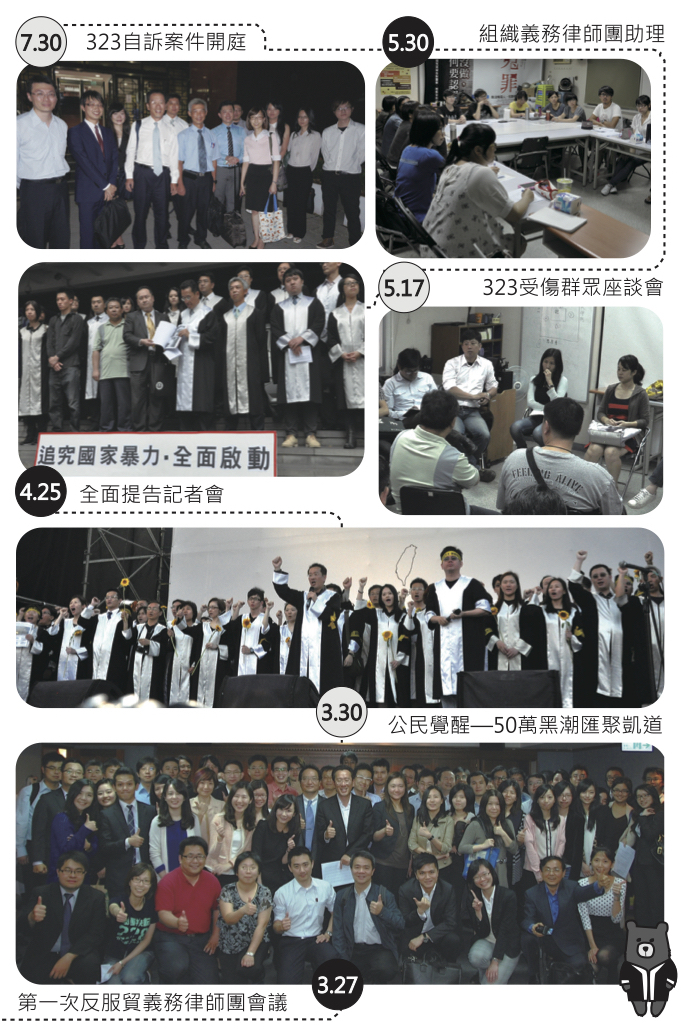 7.30 323自訴案件開庭
5.30 組織義務律師團助理
冤罪
5.17 323受傷群眾座談會
FEELING ALIVE
追究國家暴力·全面啟動
4.25 全面提告記者會
3.30 公民覺醒—50萬黑潮匯聚凱道
3.27 第一次反服貿義務律師團會議